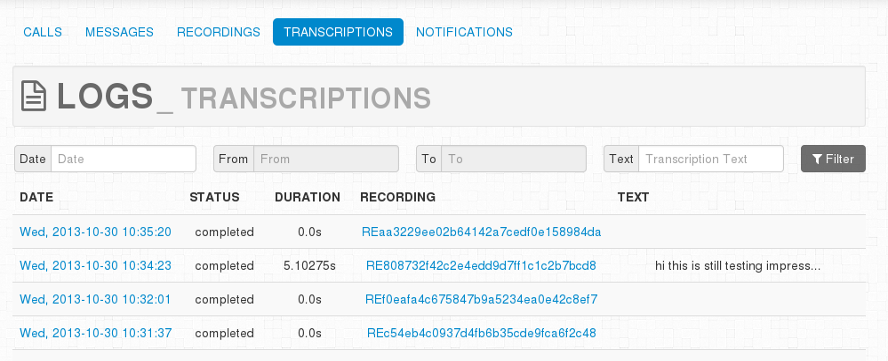 CALLS MESSAGES RECORDINGS TRANSCRIPTIONS NOTIFICATIONS
LOGS_ TRANSCRIPTIONS
Date Date From From To To Text Transcription Text Filter
DATE STATUS DURATION RECORDING TEXT
Wed, 2013-10-30 10:35:20 completed 0.0s REaa3229ee02b64142a7cedf0e158984da
Wed, 2013-10-30 10:34:23 completed 5.10275s RE808732f42c2e4edd9d7ff1c1c2b7bcd8 hi this is still testing impress...
Wed, 2013-10-30 10:32:01 completed 0.0s REf0eafa4c675847b9a5234ea0e42c8ef7
Wed, 2013-10-30 10:31:37 completed 0.0s REc54eb4c0937d4fb6b35cde9fca6f2c48